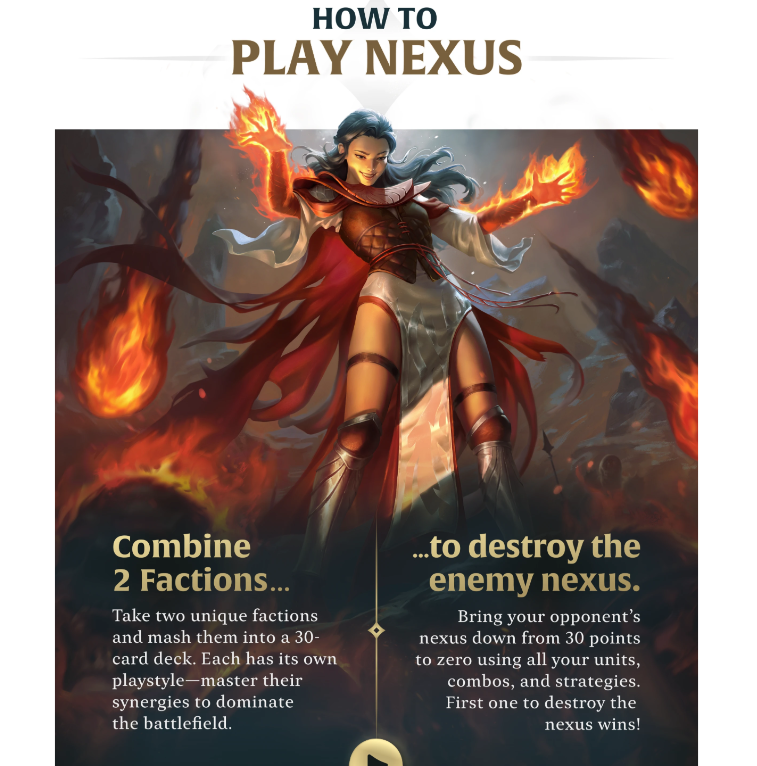 HOW TO
PLAY NEXUS
Combine
2 Factions...
Take two unique factions
and mash them into a 30-
card deck. Each has its own
playstyle—master their
synergies to dominate
the battlefield.
...to destroy the
enemy nexus.
Bring your opponent’s
nexus down from 30 points
to zero using all your units,
combos, and strategies.
First one to destroy the
nexus wins!